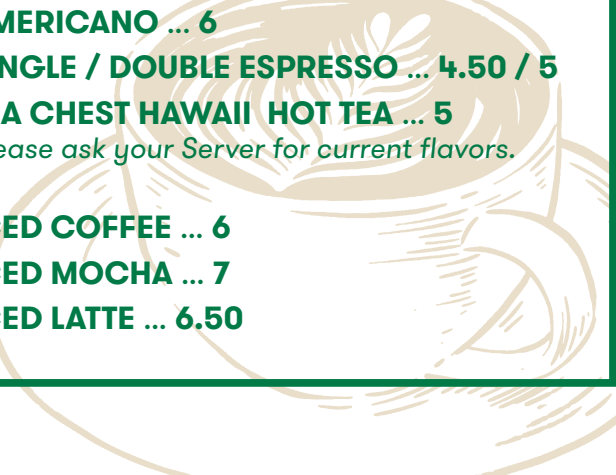 MERICANO ... 6
NGLE / DOUBLE ESPRESSO ... 4.50 / 5
A CHEST HAWAII HOT TEA ... 5
ease ask your Server for current flavors.
ED COFFEE ... 6
ED MOCHA ... 7
ED LATTE ... 6.50